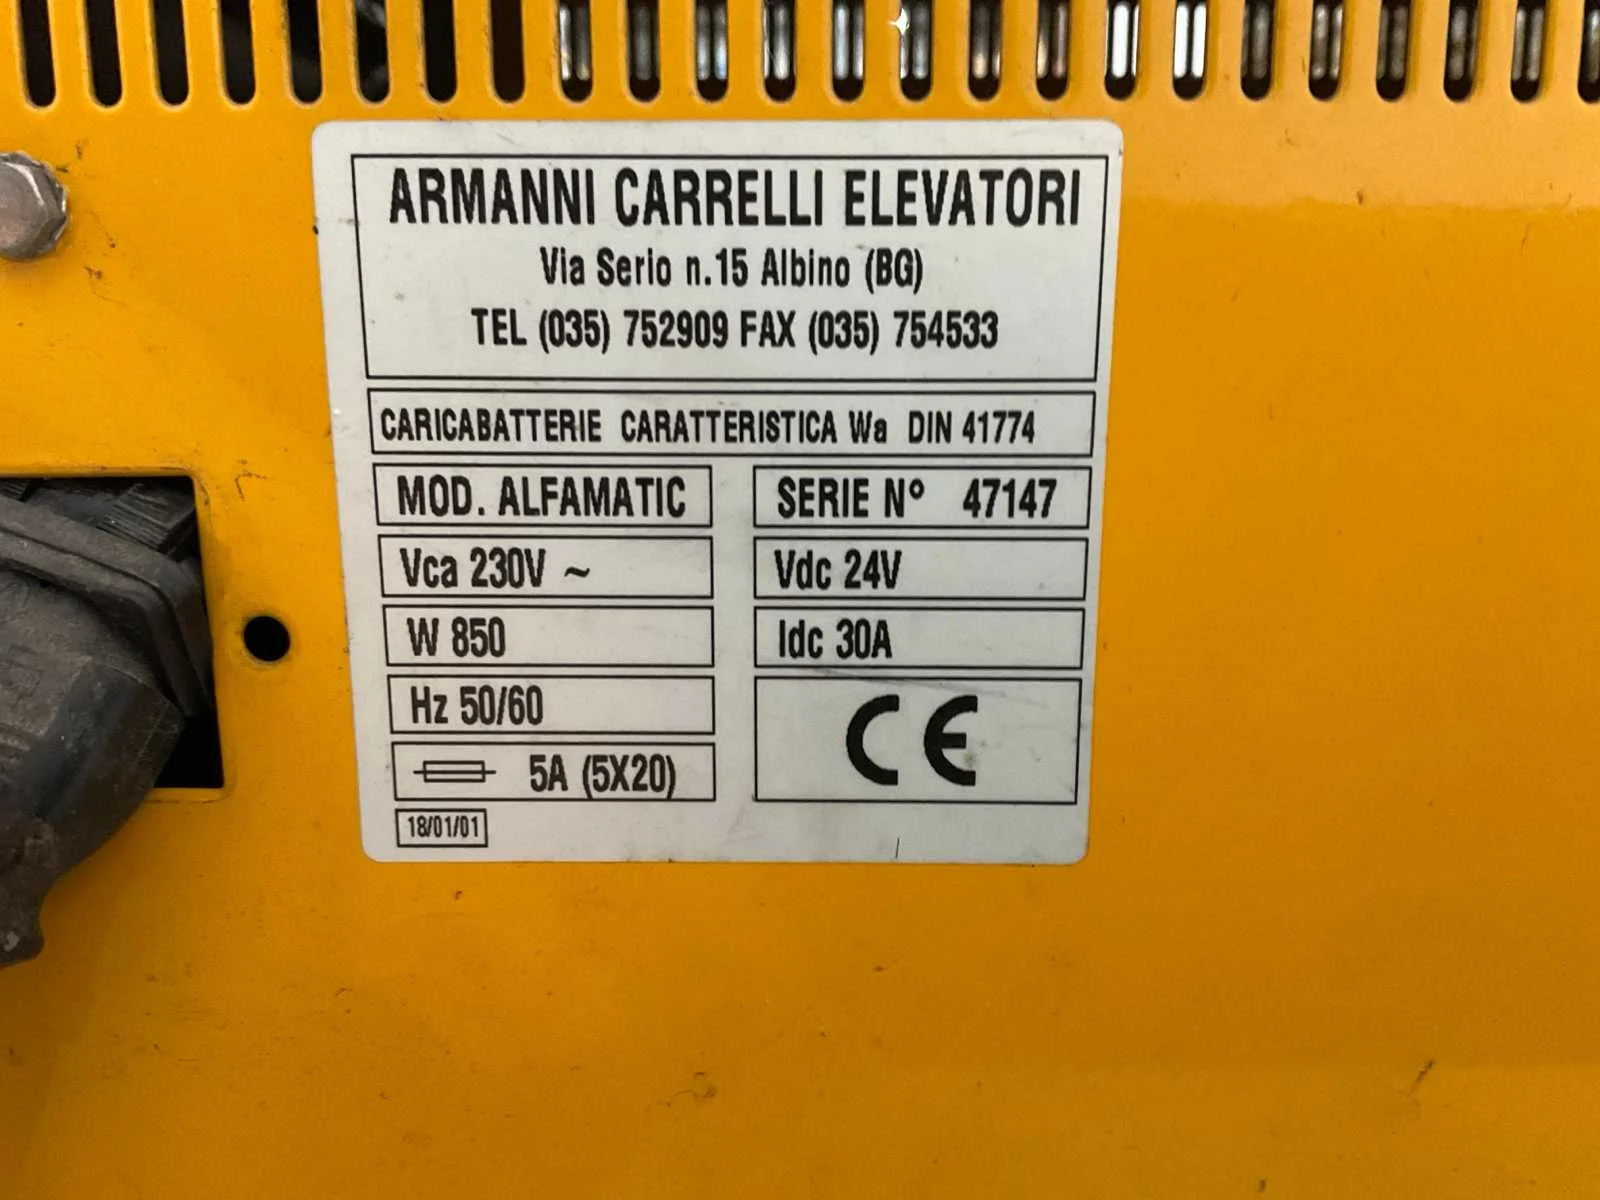 ARMANNI CARRELLI ELEVATORI
Via Serio n.15 Albino (BG)
TEL (035) 752909 FAX (035) 754533
CARICABATTERIE CARATTERISTICA Wa DIN 41774
MOD. ALFAMATIC
SERIE N° 47147
Vca 230V ~
Vdc 24V
W 850
Idc 30A
Hz 50/60
CE
5A (5X20)
18/01/01